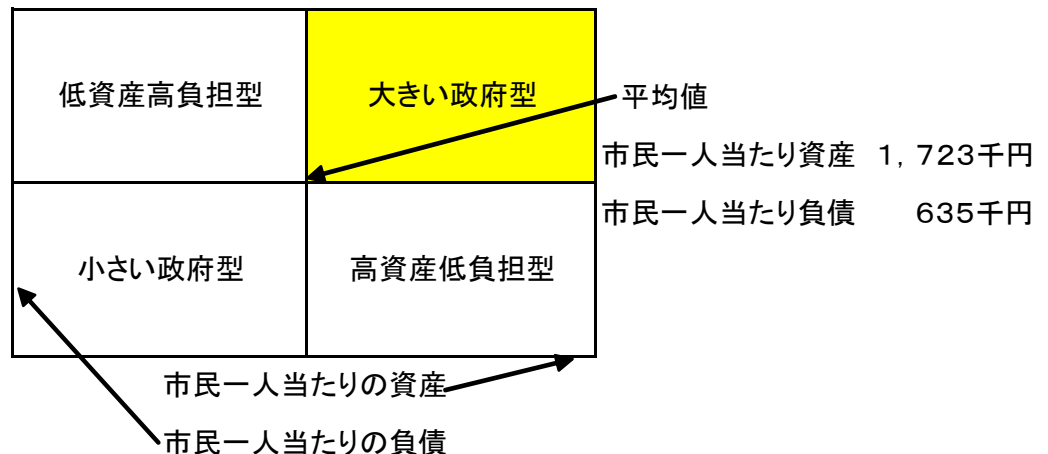 低資産高負担型
大きい政府型
平均値
市民一人当たり資産 1,723千円
市民一人当たり負債 635千円
小さい政府型
高資産低負担型
市民一人当たりの資産
市民一人当たりの負債